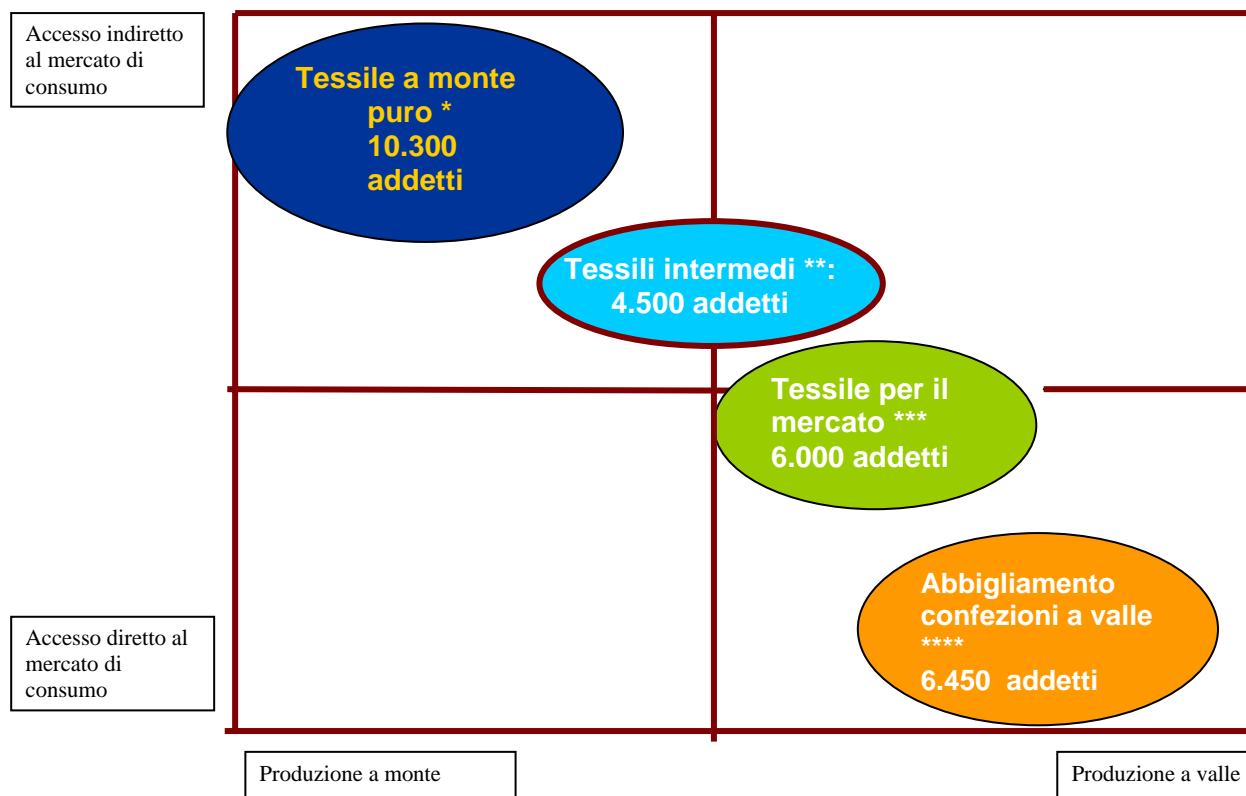 Accesso indiretto
al mercato di
consumo
Tessile a monte
puro *
10.300
addetti
Tessili intermedi **:
4.500 addetti
Tessile per il
mercato ***
6.000 addetti
Abbigliamento
confezioni a valle
****
6.450 addetti
Accesso diretto al
mercato di
consumo
Produzione a monte
Produzione a valle